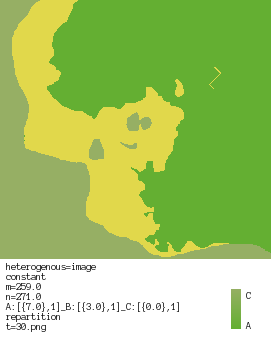 heterogenous=image
constant
m=259.0
n=271.0
A:[{7.0},1]_B:[{3.0},1]_C:[{0.0},1]
repartition
t=30.png
C
A